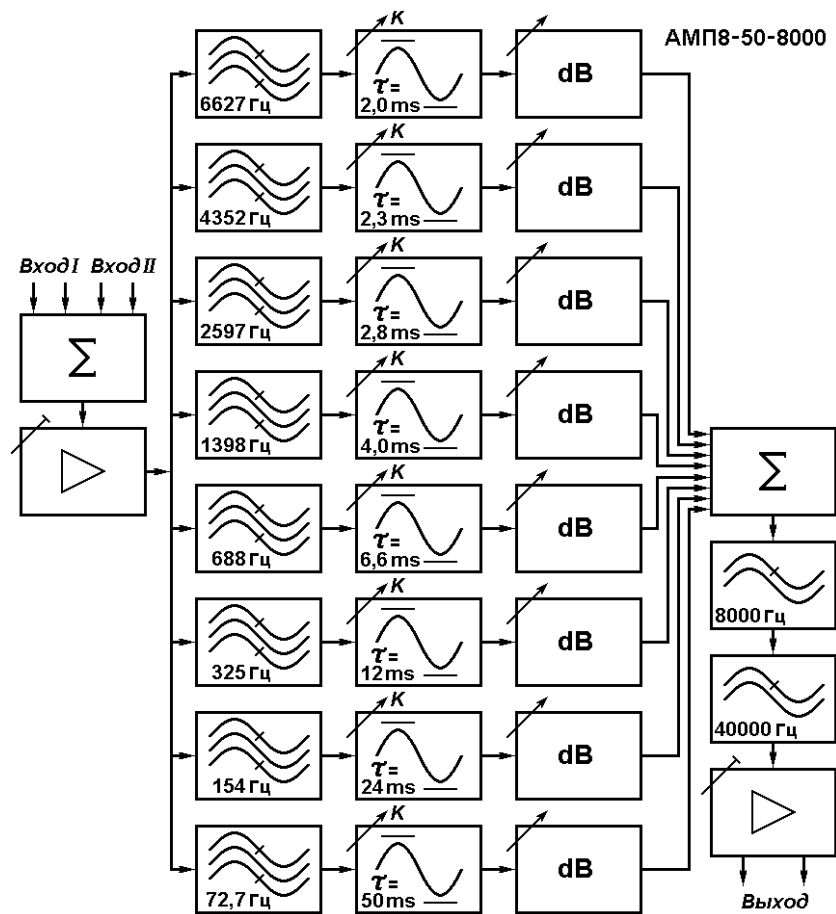 АМП8-50-8000
K
6627 Гц
τ=
2,0 ms
dB
K
4352 Гц
τ=
2,3 ms
dB
Вход I Вход II
Σ
K
2597 Гц
τ=
2,8 ms
dB
K
1398 Гц
τ=
4,0 ms
dB
Σ
K
688 Гц
τ=
6,6 ms
dB
8000 Гц
K
325 Гц
τ=
12 ms
dB
40000 Гц
K
154 Гц
τ=
24 ms
dB
K
72,7 Гц
τ=
50 ms
dB
Выход